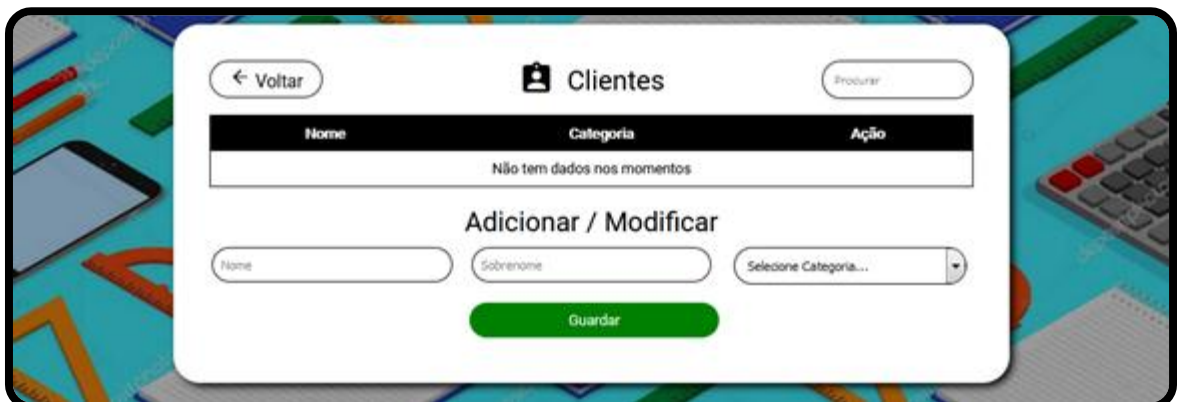 Voltar
Clientes
Procurar
Nome Categoria Ação
Não tem dados nos momentos
Adicionar / Modificar
Nome
Sobrenome
Selecione Categoria...
Guardar